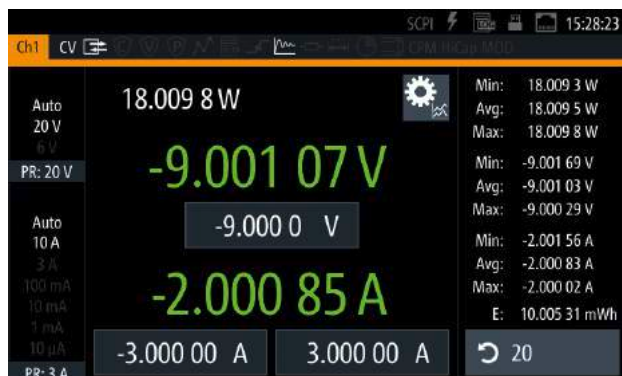 SCPI 15:28:23
Ch1 CV CPM HiCap MOD
Auto
20 V
6 V
PR: 20 V
Auto
10 A
3 A
100 mA
10 mA
1 mA
10 µA
PR: 3 A
18.009 8 W
-9.001 07 V
-9.000 0 V
-2.000 85 A
-3.000 00 A 3.000 00 A
Min: 18.009 3 W
Avg: 18.009 5 W
Max: 18.009 8 W
Min: -9.001 69 V
Avg: -9.001 03 V
Max: -9.000 29 V
Min: -2.001 56 A
Avg: -2.000 83 A
Max: -2.000 02 A
E: 10.005 31 mWh
20